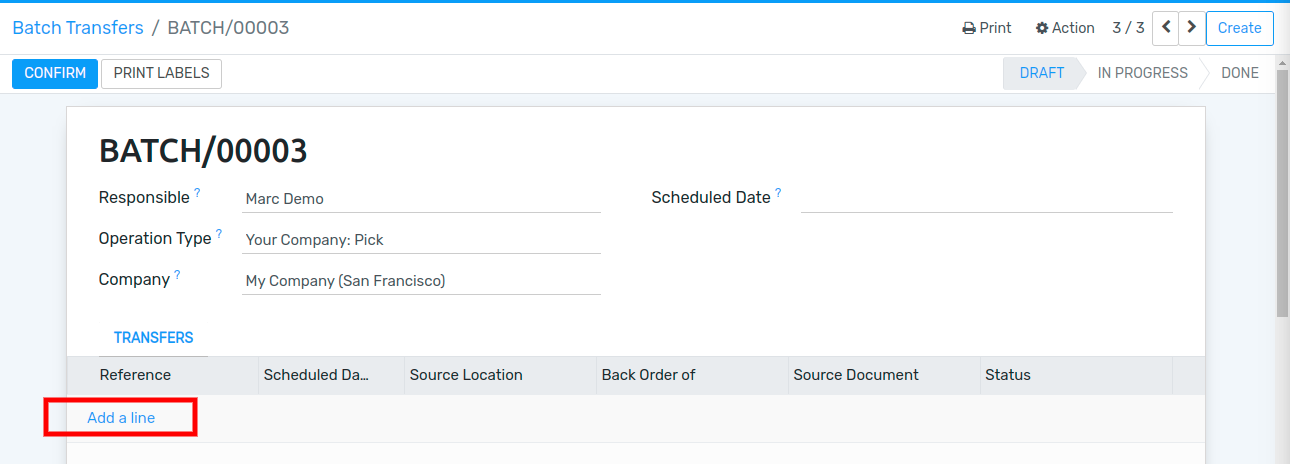 Batch Transfers / BATCH/00003 Print Action 3 / 3 Create
CONFIRM PRINT LABELS DRAFT IN PROGRESS DONE
BATCH/00003
Responsible ? Marc Demo Scheduled Date ?
Operation Type ? Your Company: Pick
Company ? My Company (San Francisco)
TRANSFERS
Reference Scheduled Da... Source Location Back Order of Source Document Status
Add a line